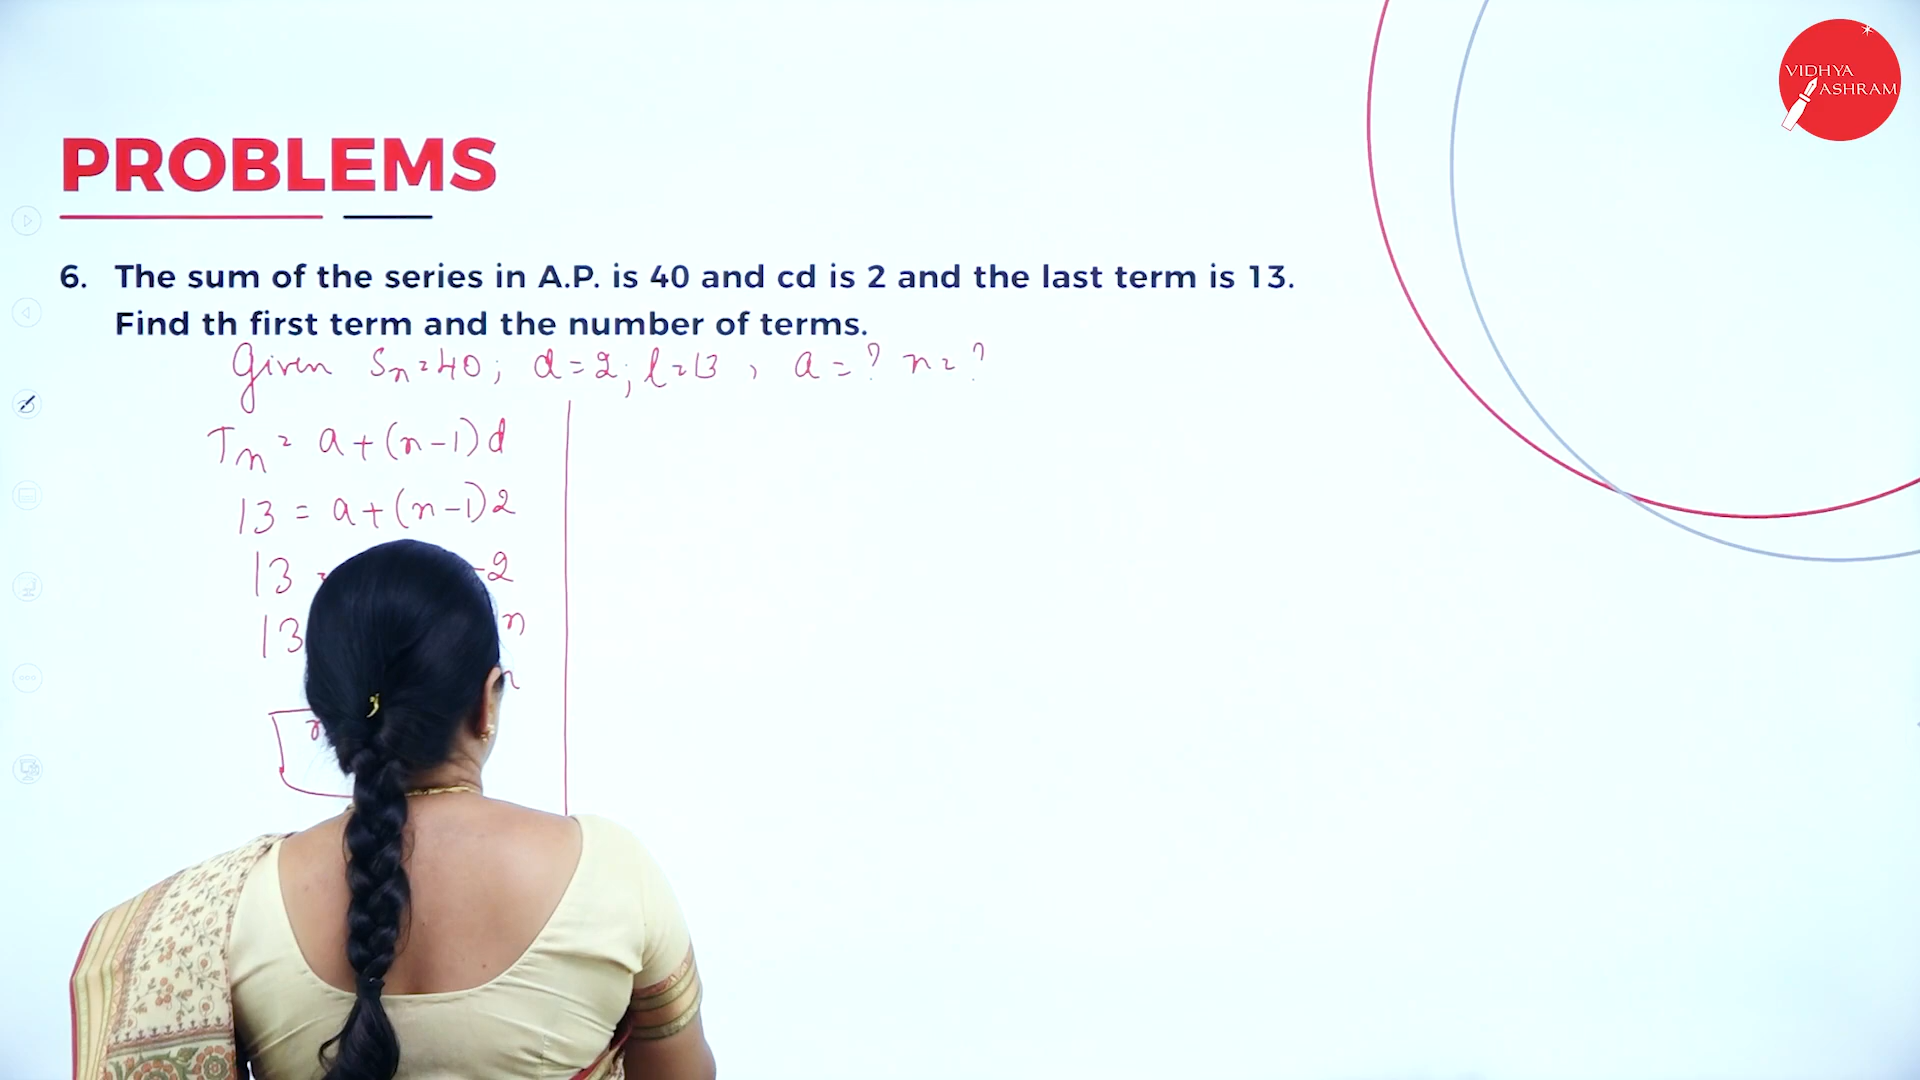 VIDHYA
ASHRAM
PROBLEMS
6. The sum of the series in A.P. is 40 and cd is 2 and the last term is 13.
Find th first term and the number of terms.
Given Sn = 40; d = 2; l = 13, a = ? n = ?
Tn = a + (n - 1) d
13 = a + (n - 1) 2
13 = - 2
13 n
n